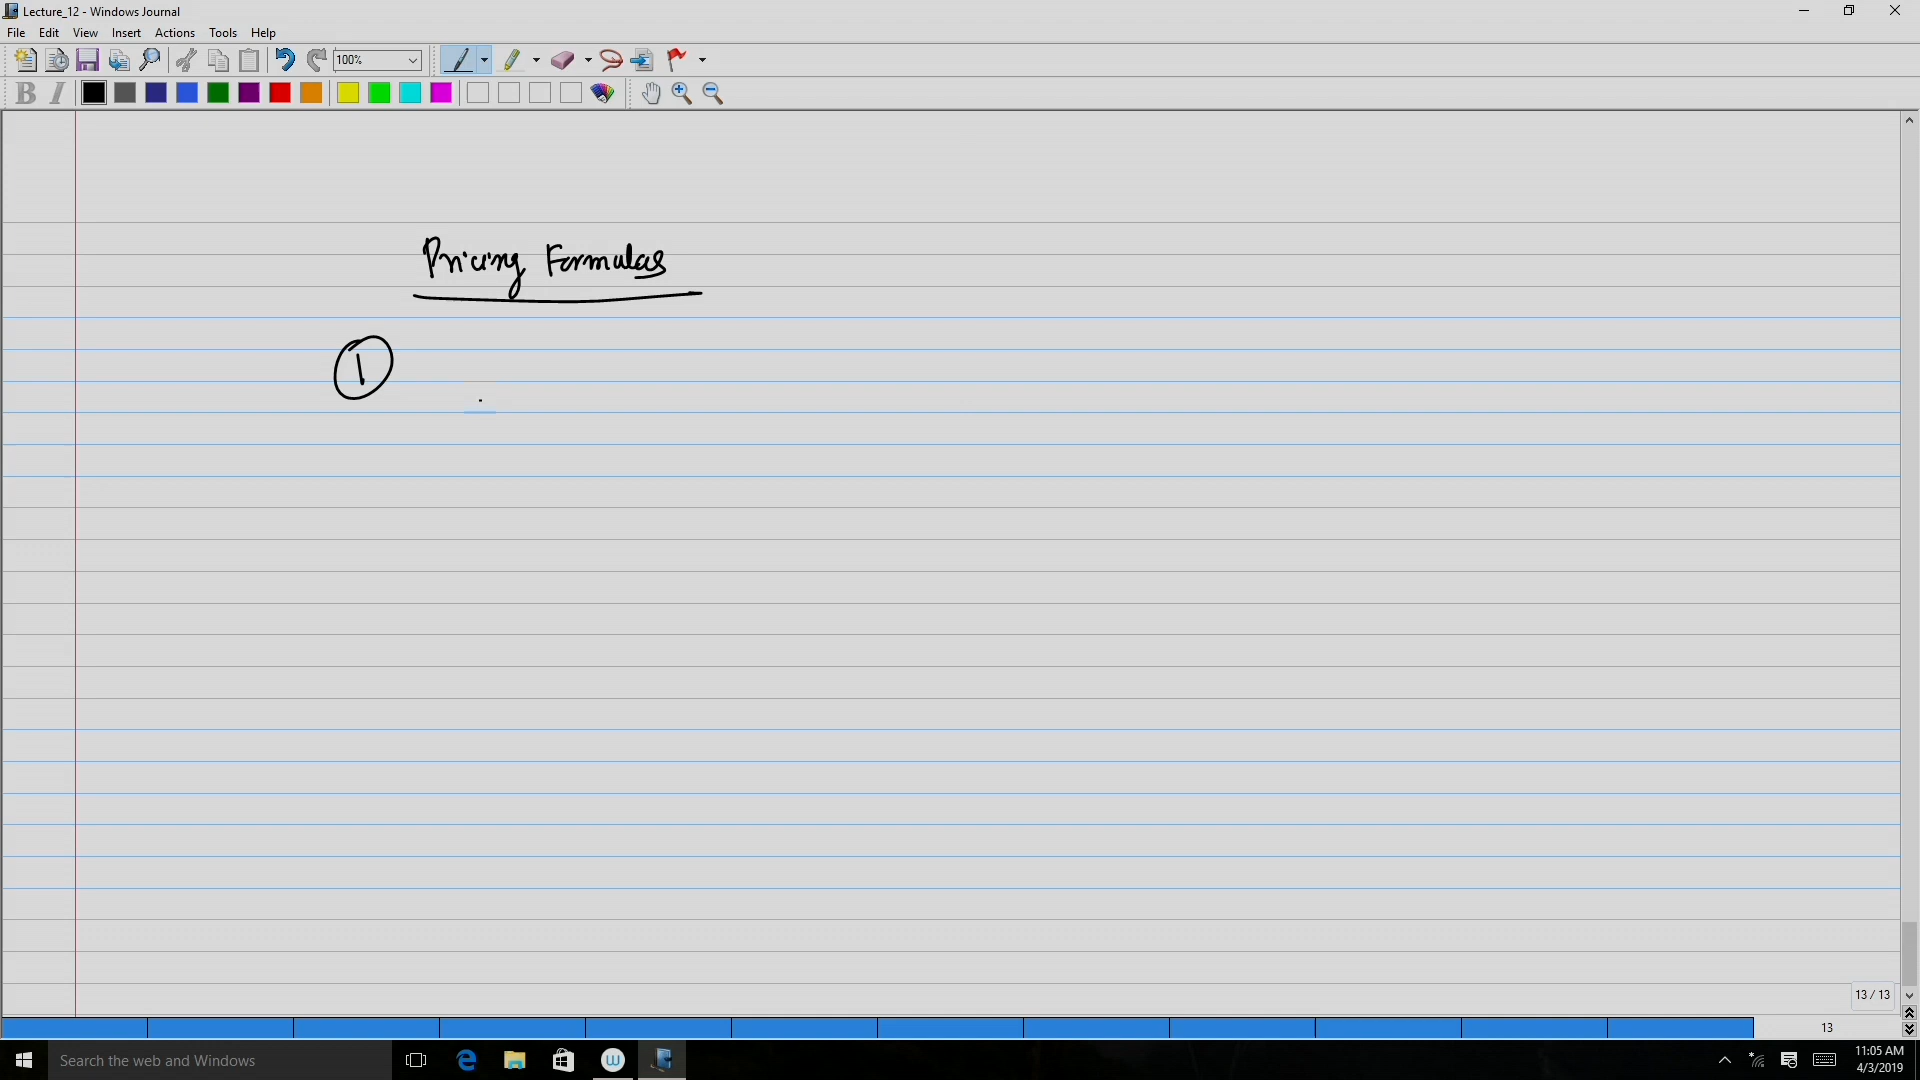 Lecture_12 - Windows Journal
File Edit View Insert Actions Tools Help
100%
B I
Pricing Formulas
1
13 / 13
13
Search the web and Windows
11:05 AM
4/3/2019